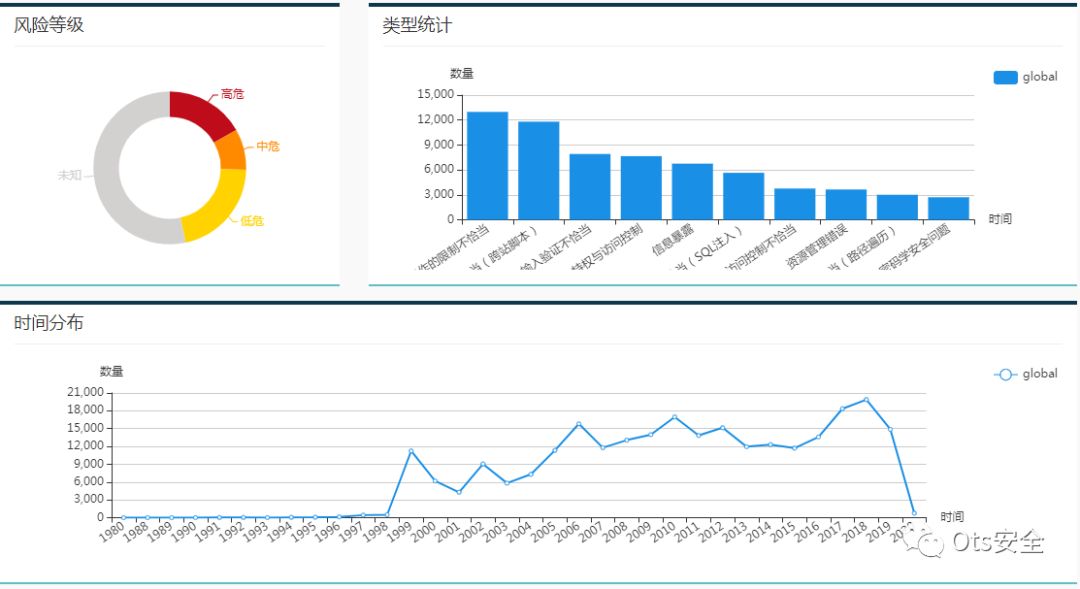 风险等级
高危
中危
低危
未知
类型统计
数量
global
15,000
12,000
9,000
6,000
3,000
0
作的限制不恰当
当（跨站脚本）
输入验证不恰当
特权与访问控制
信息暴露
当（SQL注入）
访问控制不恰当
资源管理错误
当（路径遍历）
密码学安全问题
时间
时间分布
数量
global
21,000
18,000
15,000
12,000
9,000
6,000
3,000
0
1980 1988 1989 1990 1991 1992 1993 1994 1995 1996 1997 1998 1999 2000 2001 2002 2003 2004 2005 2006 2007 2008 2009 2010 2011 2012 2013 2014 2015 2016 2017 2018 2019
时间
Ots安全